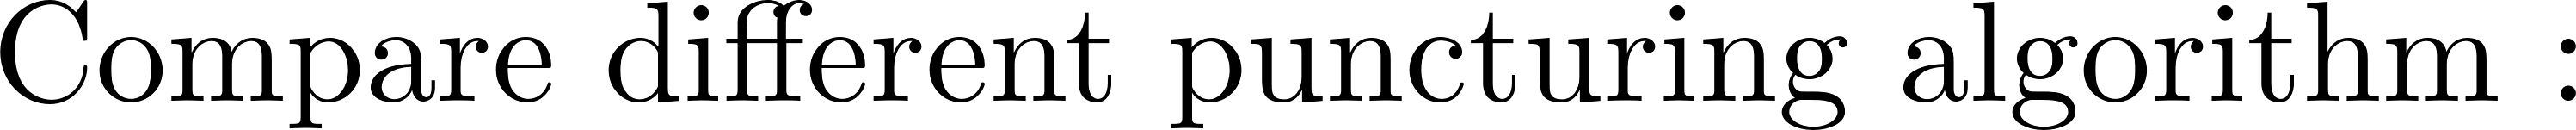 Compare different puncturing algorithm :